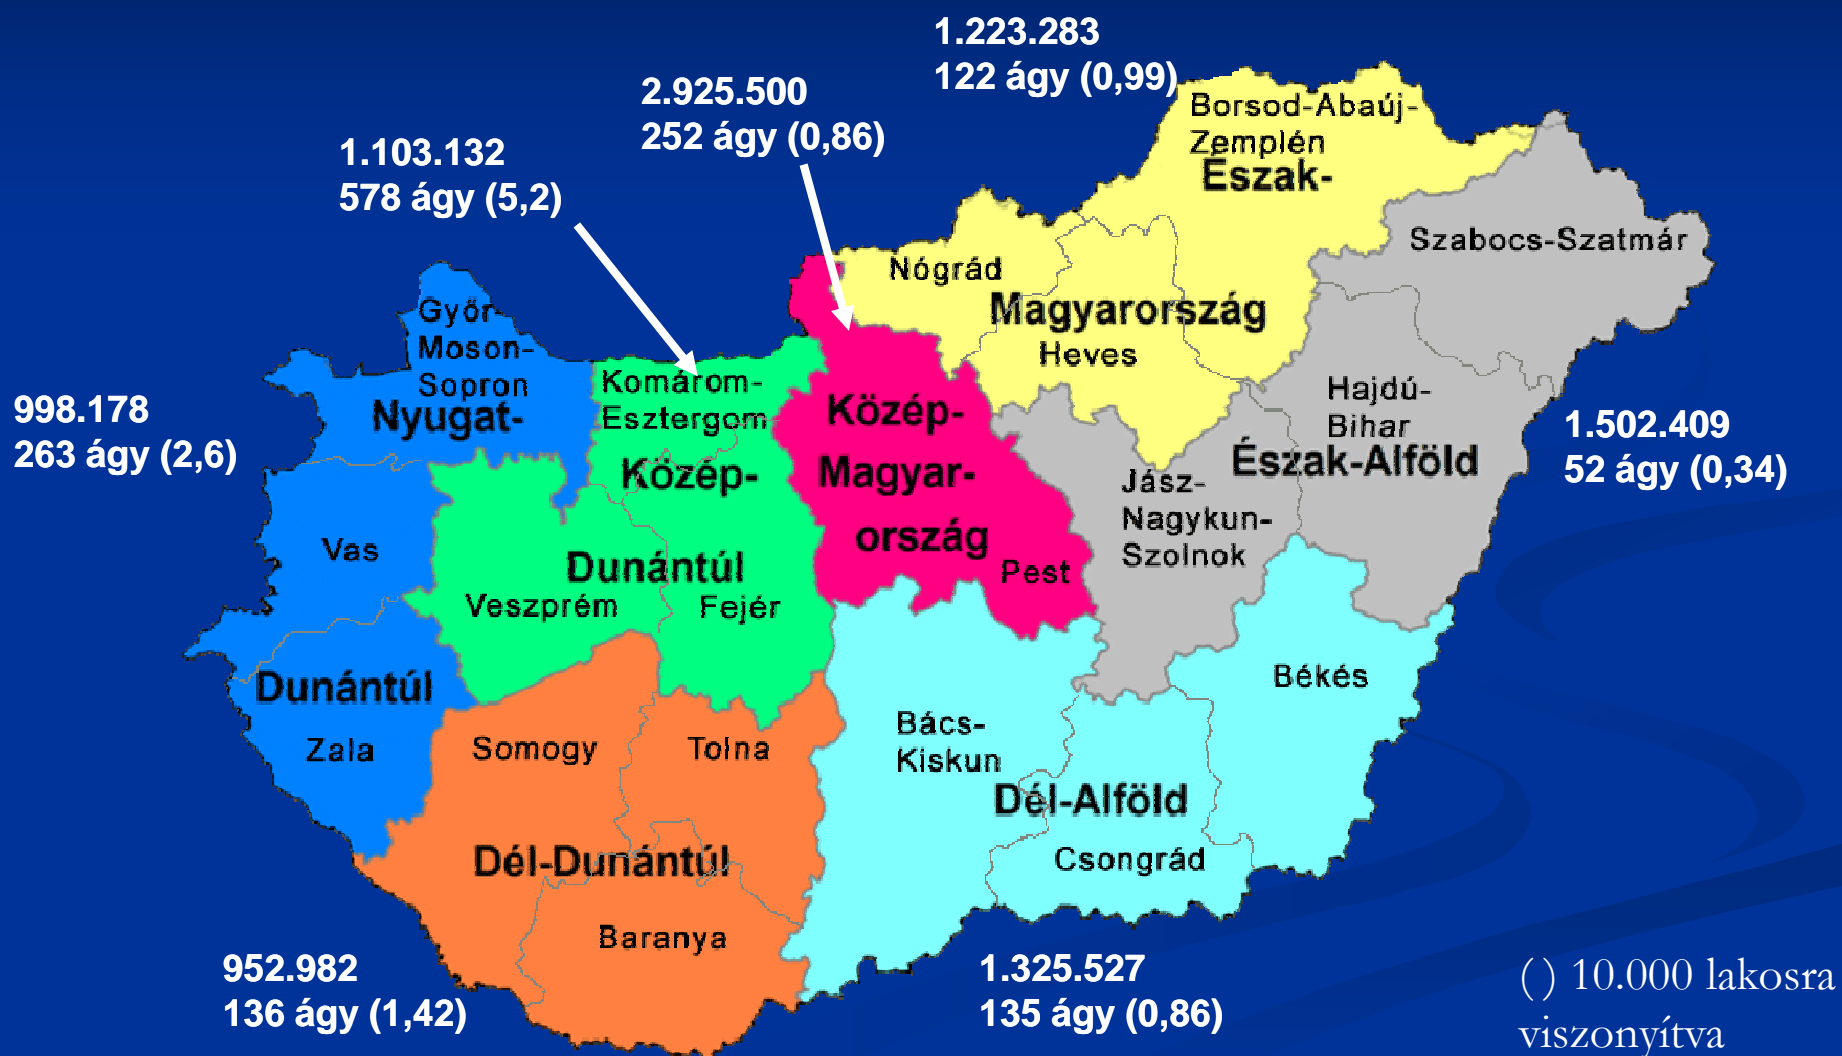 1.223.283
122 ágy (0,99)
2.925.500
252 ágy (0,86)
1.103.132
578 ágy (5,2)
998.178
263 ágy (2,6)
1.502.409
52 ágy (0,34)
952.982
136 ágy (1,42)
1.325.527
135 ágy (0,86)
Borsod-Abaúj-
Zemplén
Észak-
Magyarország
Nógrád
Heves
Szabocs-Szatmár
Hajdú-
Bihar
Észak-Alföld
Jász-
Nagykun-
Szolnok
Győr
Moson-
Sopron
Nyugat-
Vas
Dunántúl
Zala
Komárom-
Esztergom
Közép-
Dunántúl
Veszprém
Fejér
Közép-
Magyar-
ország
Pest
Somogy
Tolna
Dél-Dunántúl
Baranya
Bács-
Kiskun
Dél-Alföld
Csongrád
Békés
( ) 10.000 lakosra
viszonyítva